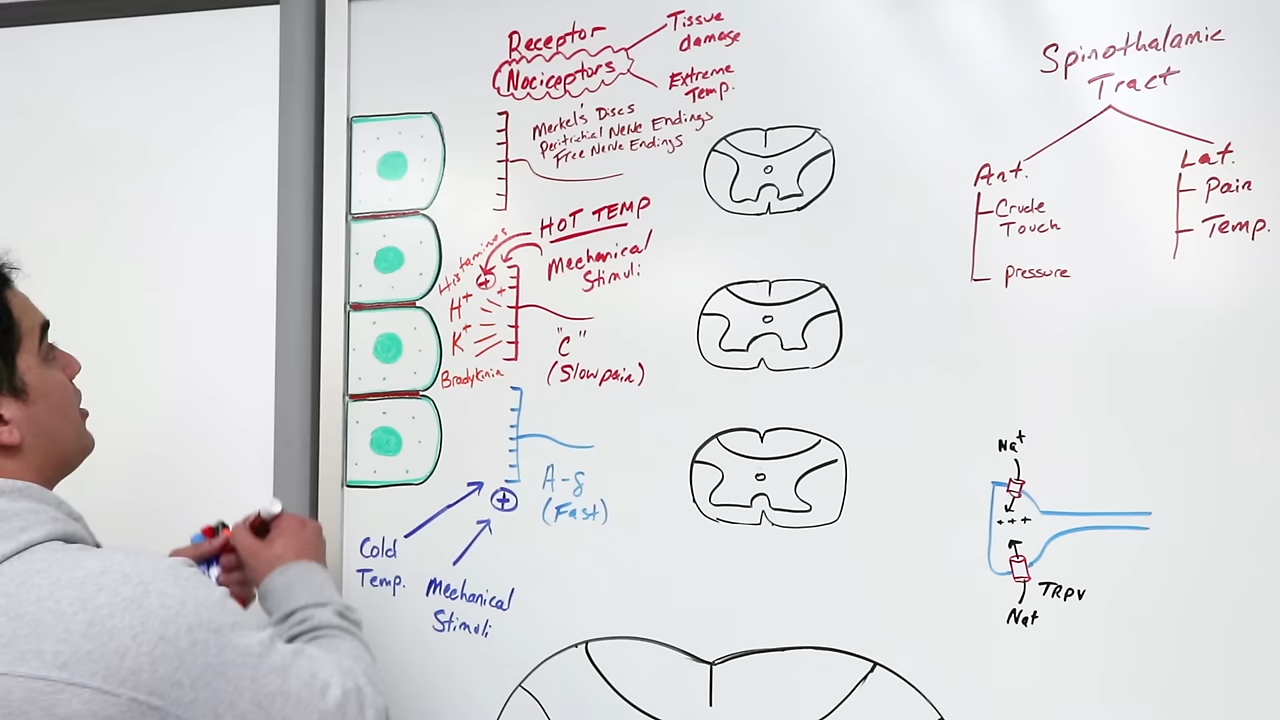 Receptor
Nociceptors
Tissue
damage
Extreme
Temp.
Merkel's Discs
Peritrichial Nerve Endings
Free Nerve Endings
HOT TEMP
Mechanical
Stimuli
Histamines
+
+
H+
K+
Bradykinin
"C"
(Slow pain)
A-δ
(Fast)
+
Cold
Temp.
Mechanical
Stimuli
Spinothalamic
Tract
Ant.
Crude
Touch
Pressure
Lat.
Pain
Temp.
Na+
+ + +
TRPV
Na+